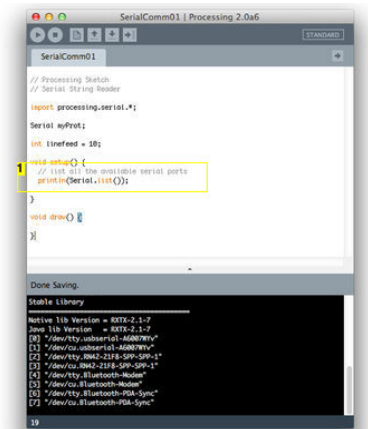 SerialComm01 | Processing 2.0a6
STANDARD
SerialComm01
// Processing Sketch
// Serial String Reader
import processing.serial.*;
Serial myProt;
int linefeed = 10;
1
void setup() {
// list all the available serial ports
println(Serial.list());
}
void draw() {
}
Done Saving.
Stable Library
=========================================
Native lib Version = RXTX-2.1-7
Java lib Version = RXTX-2.1-7
[0] "/dev/tty.usbserial-A6007WYv"
[1] "/dev/cu.usbserial-A6007WYv"
[2] "/dev/tty.RN42-21F8-SPP-SPP-1"
[3] "/dev/cu.RN42-21F8-SPP-SPP-1"
[4] "/dev/tty.Bluetooth-Modem"
[5] "/dev/cu.Bluetooth-Modem"
[6] "/dev/tty.Bluetooth-PDA-Sync"
[7] "/dev/cu.Bluetooth-PDA-Sync"
19